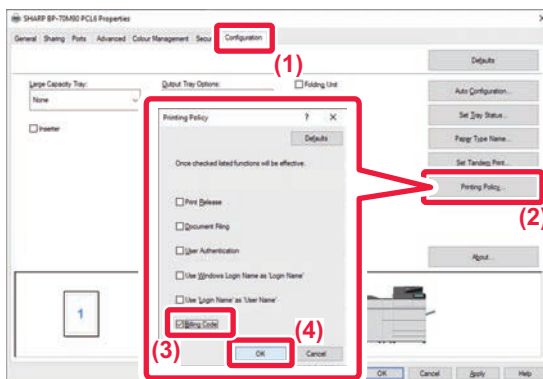 SHARP BP-70M90 PCL6 Properties
General Sharing Ports Advanced Colour Management Secu Configuration
(1)
Defaults
Large Capacity Tray:
Output Tray Options:
Folding Unit
None
Auto Configuration...
Inserter
Set Tray Status...
Paper Type Name...
Set Tandem Print...
Printing Policy...
(2)
About...
Printing Policy ? X
Defaults
Once checked listed functions will be effective.
Print Release
Document Filing
User Authentication
Use Windows Login Name as 'Login Name'
Use 'Login Name' as 'User Name'
Billing Code
(3)
(4)
OK Cancel
1
OK Cancel Apply Help